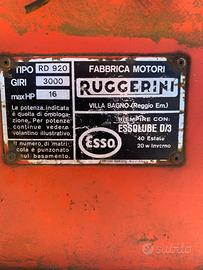 TIPO RD 920
GIRI 3000
max HP 16
La potenza indicata
è quella di omologa-
zione. Per potenze
continue vedere
volantino illustrativo.
Il numero di matri-
cola è punzonato
sul basamento.
FABBRICA MOTORI
RUGGERINI
VILLA BAGNO (Reggio Em.)
RIEMPIRE CON:
ESSOLUBE D/3
40 Estate
20 w Inverno
Esso
subito